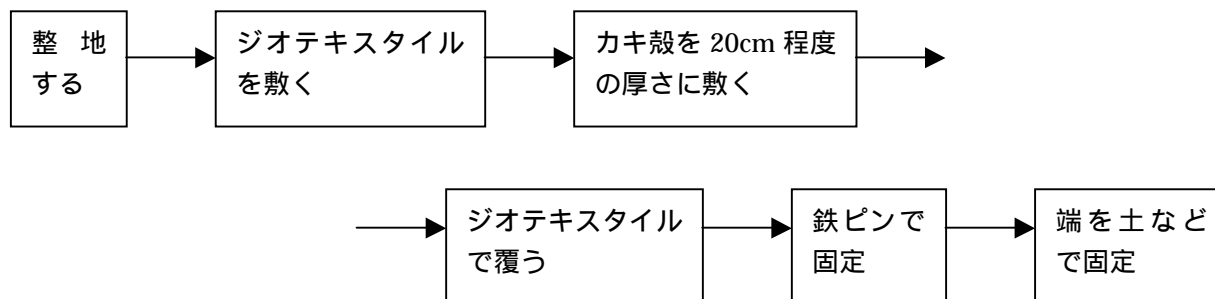 整 地
する
ジオテキスタイル
を敷く
カキ殻を 20cm 程度
の厚さに敷く
ジオテキスタイル
で覆う
鉄ピンで
固定
端を土など
で固定